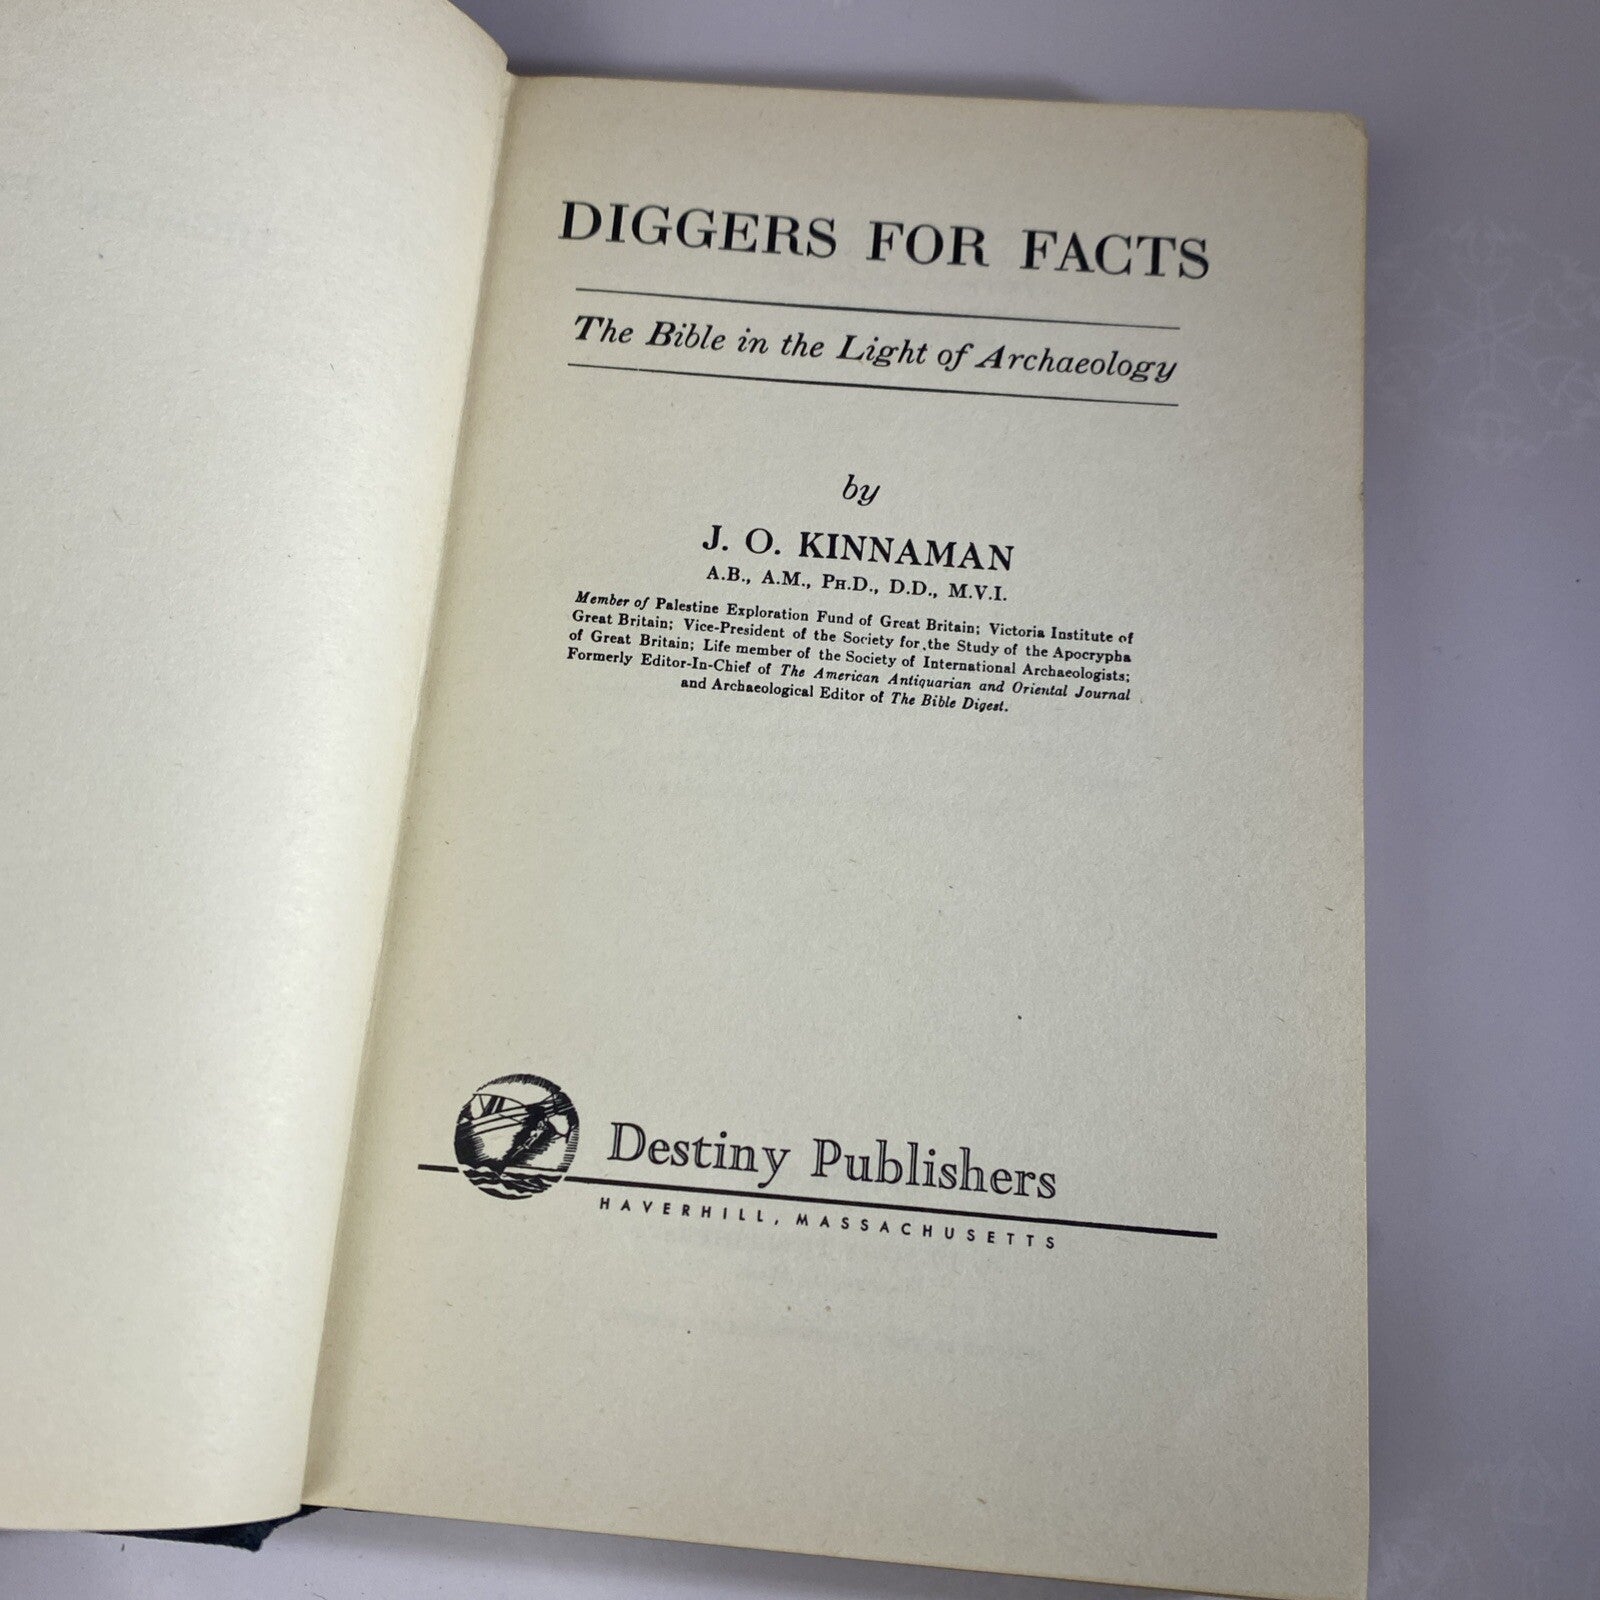 DIGGERS FOR FACTS
The Bible in the Light of Archaeology
by
J. O. KINNAMAN
A.B., A.M., PH.D., D.D., M.V.I.
Member of Palestine Exploration Fund of Great Britain; Victoria Institute of
Great Britain; Vice-President of the Society for the Study of the Apocrypha
of Great Britain; Life member of the Society of International Archaeologists;
Formerly Editor-In-Chief of The American Antiquarian and Oriental Journal
and Archaeological Editor of The Bible Digest.
Destiny Publishers
HAVERHILL, MASSACHUSETTS